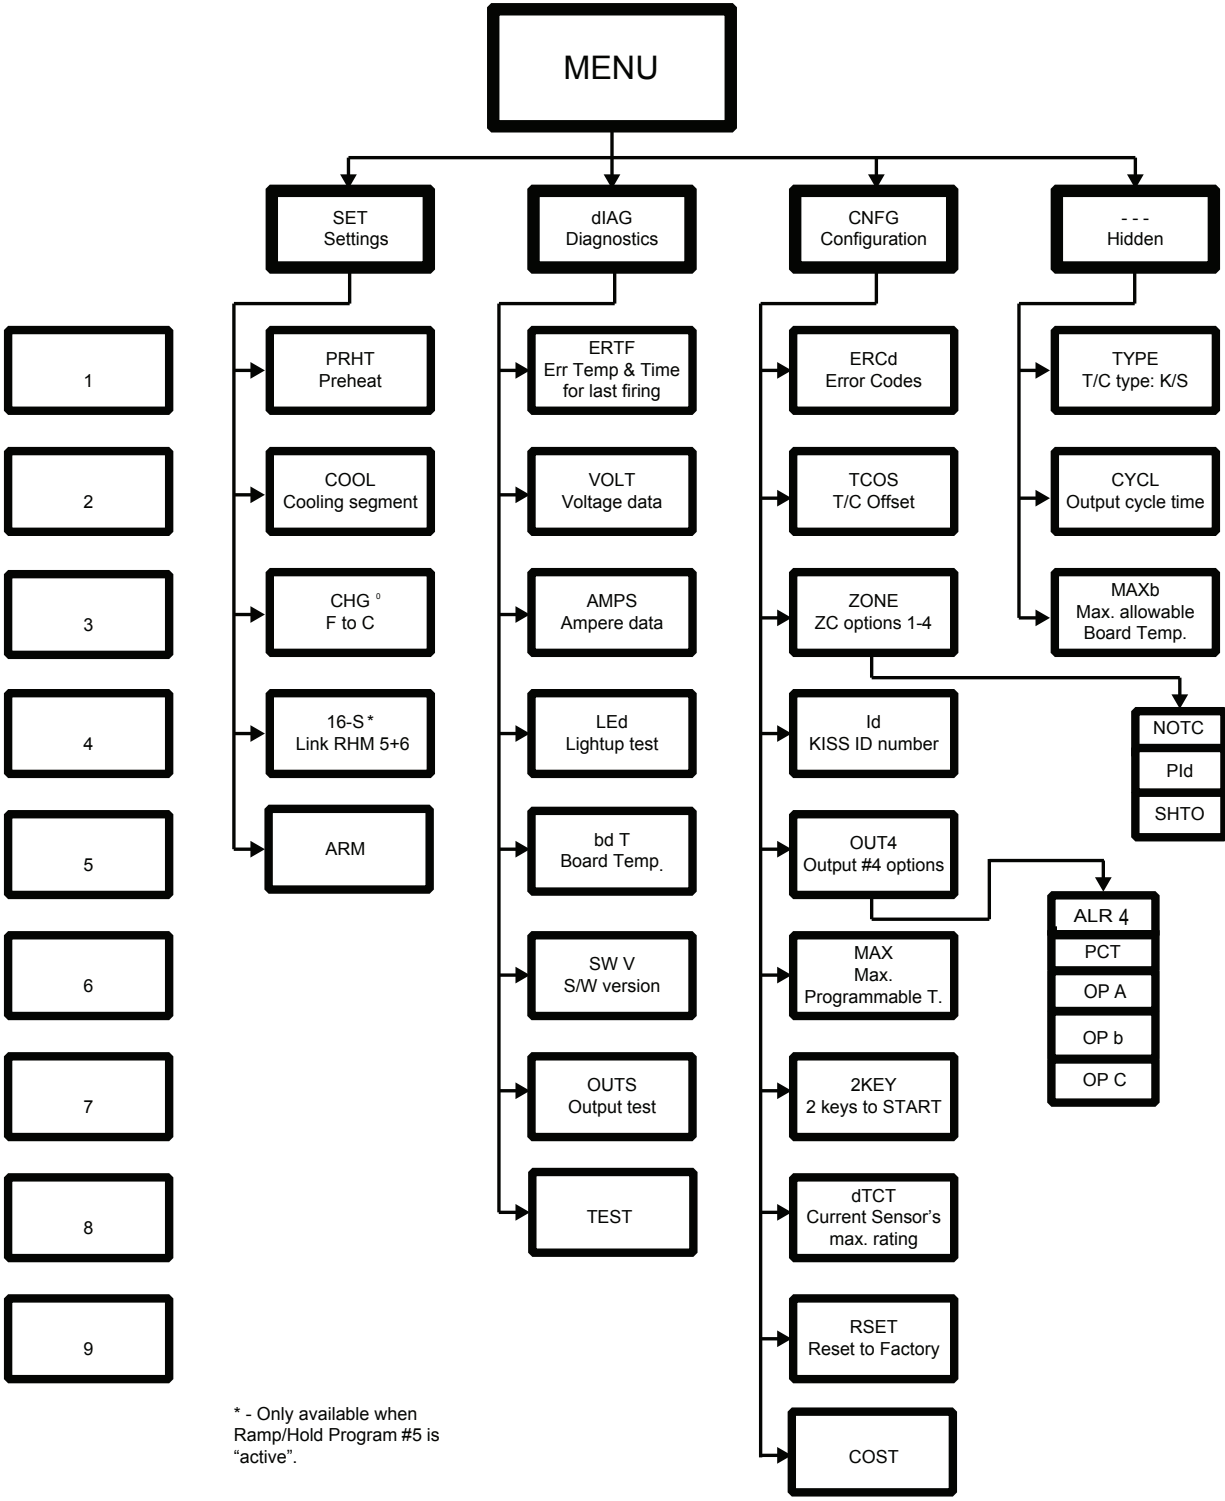 MENU
SET
Settings
dIAG
Diagnostics
CNFG
Configuration
- - -
Hidden
1
PRHT
Preheat
ERTF
Err Temp & Time
for last firing
ERCd
Error Codes
TYPE
T/C type: K/S
2
COOL
Cooling segment
VOLT
Voltage data
TCOS
T/C Offset
CYCL
Output cycle time
3
CHG °
F to C
AMPS
Ampere data
ZONE
ZC options 1-4
MAXb
Max. allowable
Board Temp.
4
16-S *
Link RHM 5+6
LEd
Lightup test
Id
KISS ID number
NOTC
PId
SHTO
5
ARM
bd T
Board Temp.
OUT4
Output #4 options
ALR 4
PCT
OP A
OP b
OP C
6
SW V
S/W version
MAX
Max.
Programmable T.
7
OUTS
Output test
2KEY
2 keys to START
8
TEST
dTCT
Current Sensor's
max. rating
9
RSET
Reset to Factory
COST
* - Only available when
Ramp/Hold Program #5 is
“active”.